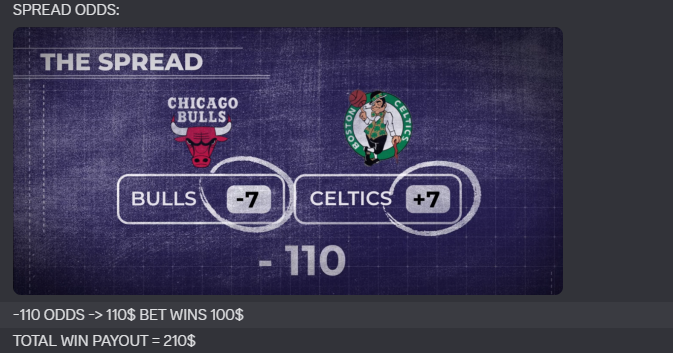 SPREAD ODDS:
THE SPREAD
CHICAGO
BULLS
BOSTON CELTICS
BULLS -7 CELTICS +7
- 110
-110 ODDS -> 110$ BET WINS 100$
TOTAL WIN PAYOUT = 210$